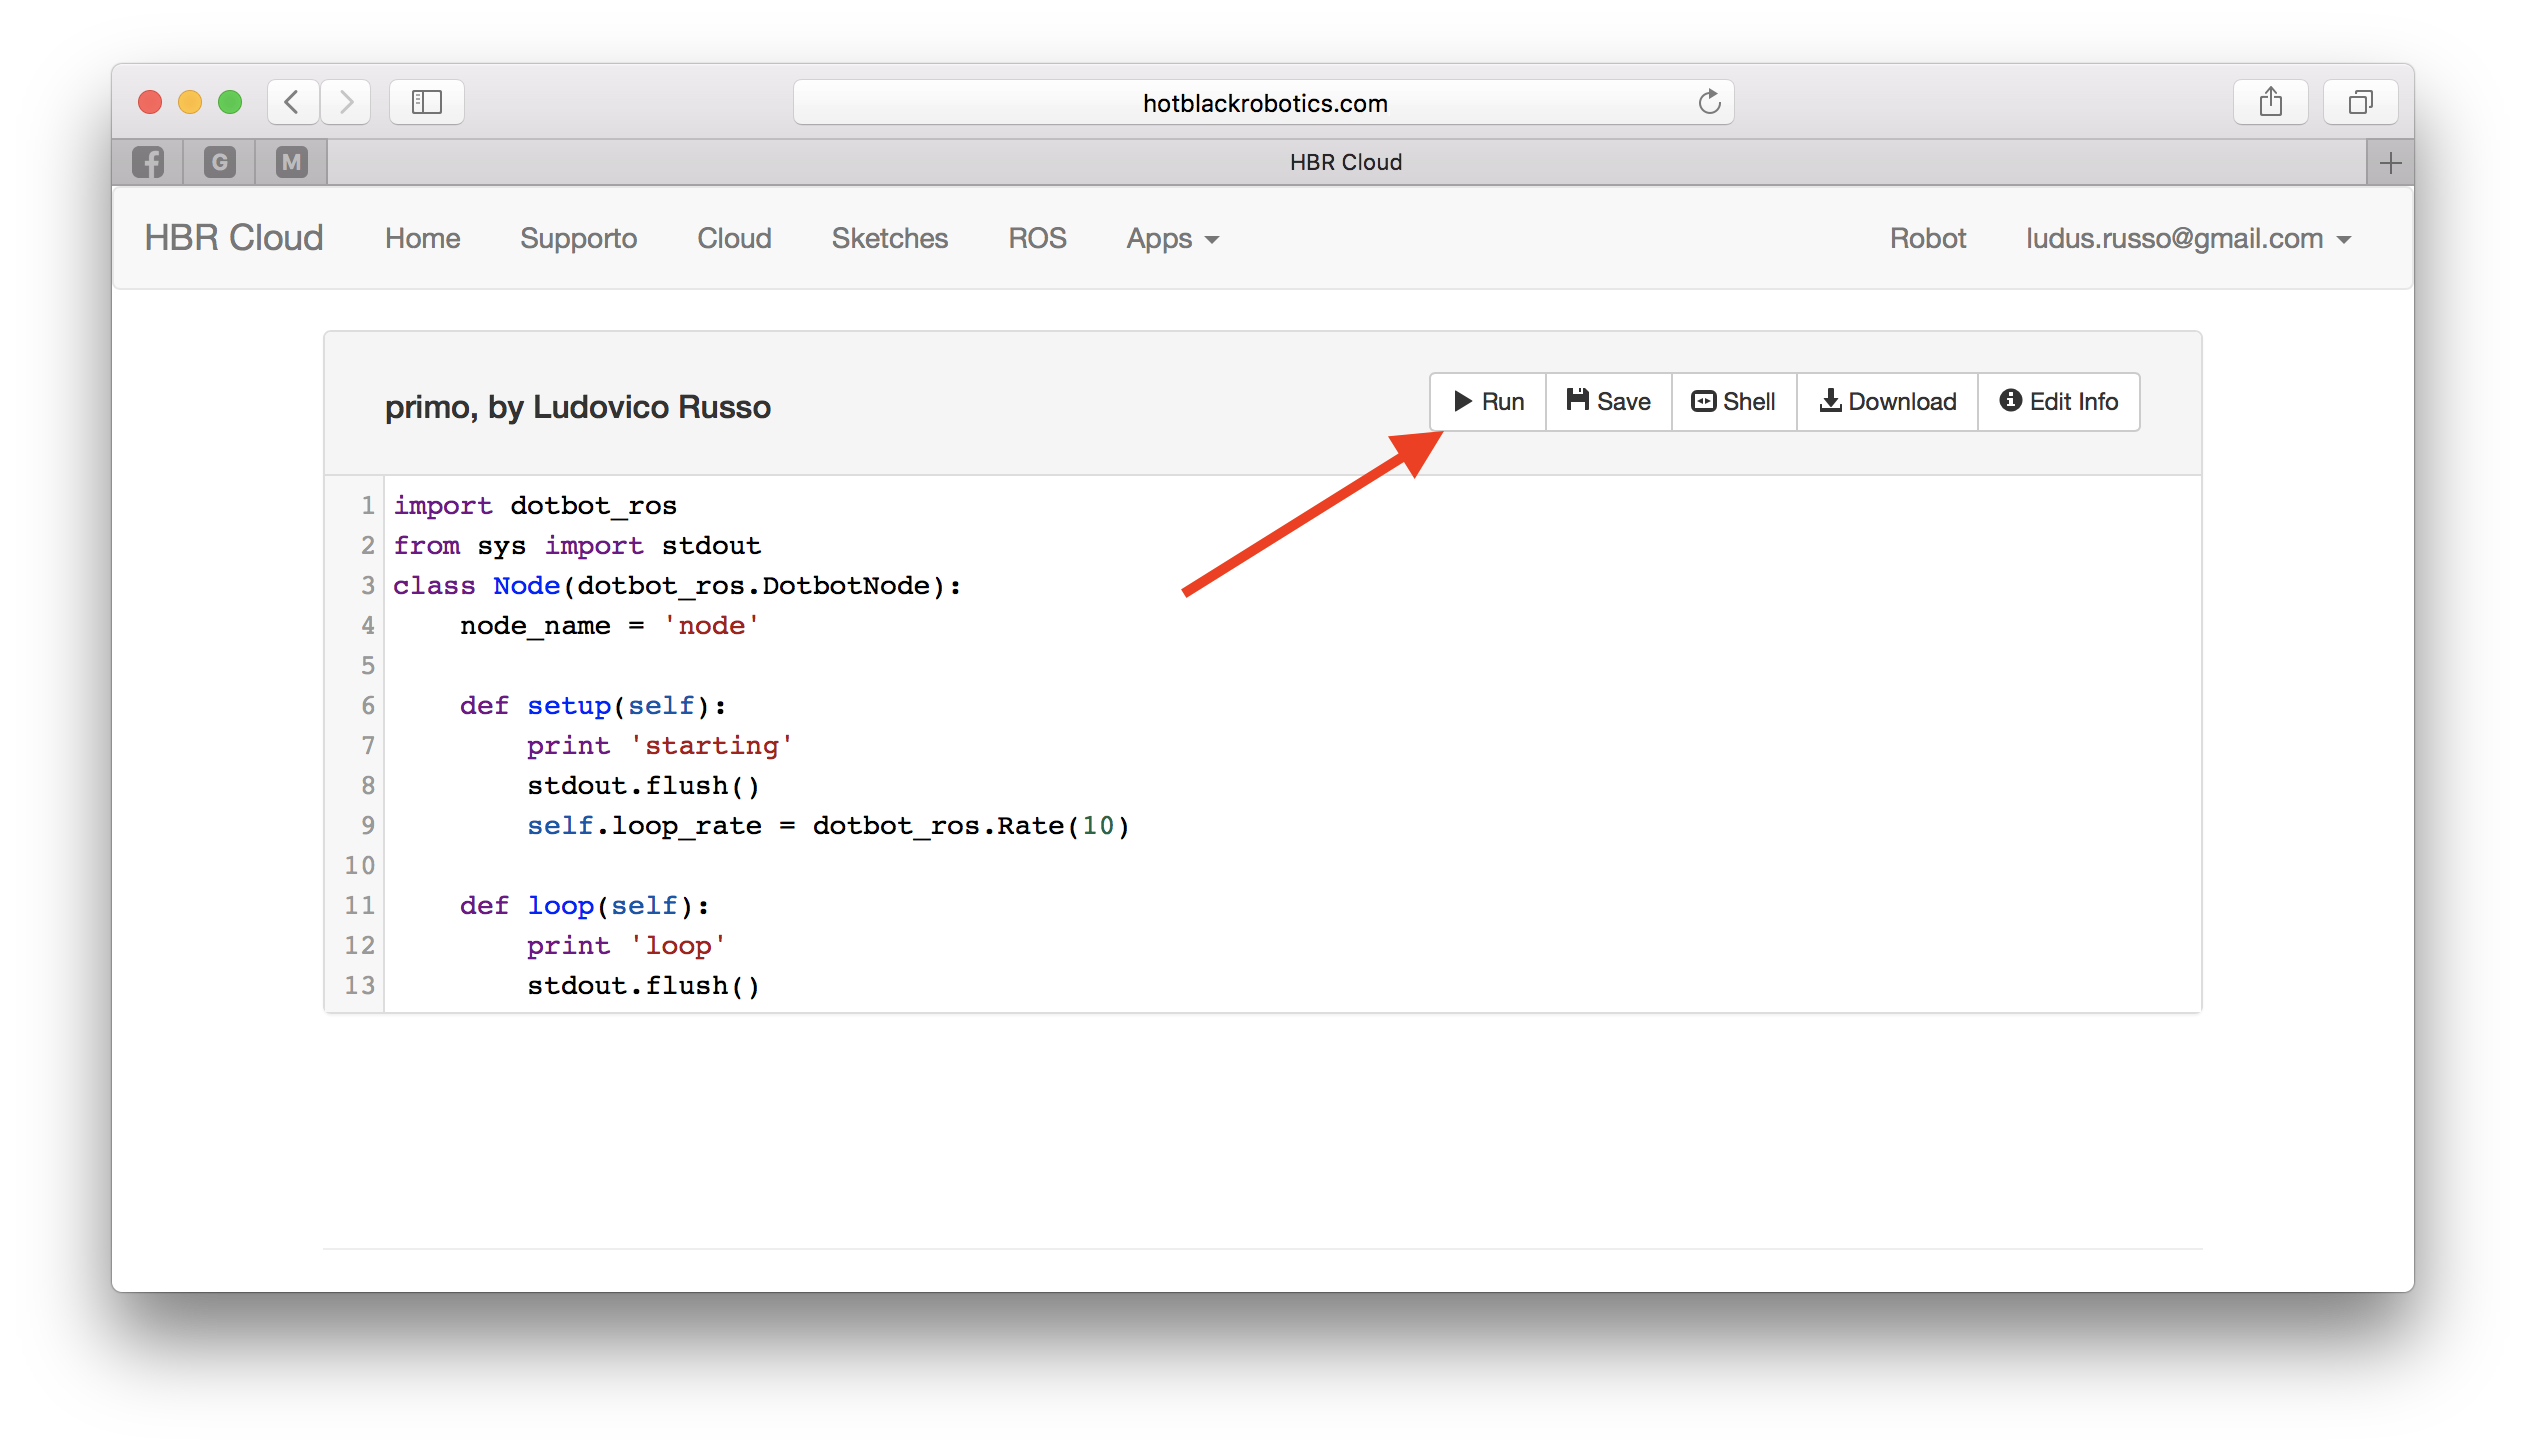 hotblackrobotics.com
G
M
HBR Cloud
HBR Cloud Home Supporto Cloud Sketches ROS Apps Robot ludus.russo@gmail.com
primo, by Ludovico Russo
Run Save Shell Download Edit Info
1 import dotbot_ros
2 from sys import stdout
3 class Node(dotbot_ros.DotbotNode):
4     node_name = 'node'
5
6     def setup(self):
7         print 'starting'
8         stdout.flush()
9         self.loop_rate = dotbot_ros.Rate(10)
10
11     def loop(self):
12         print 'loop'
13         stdout.flush()